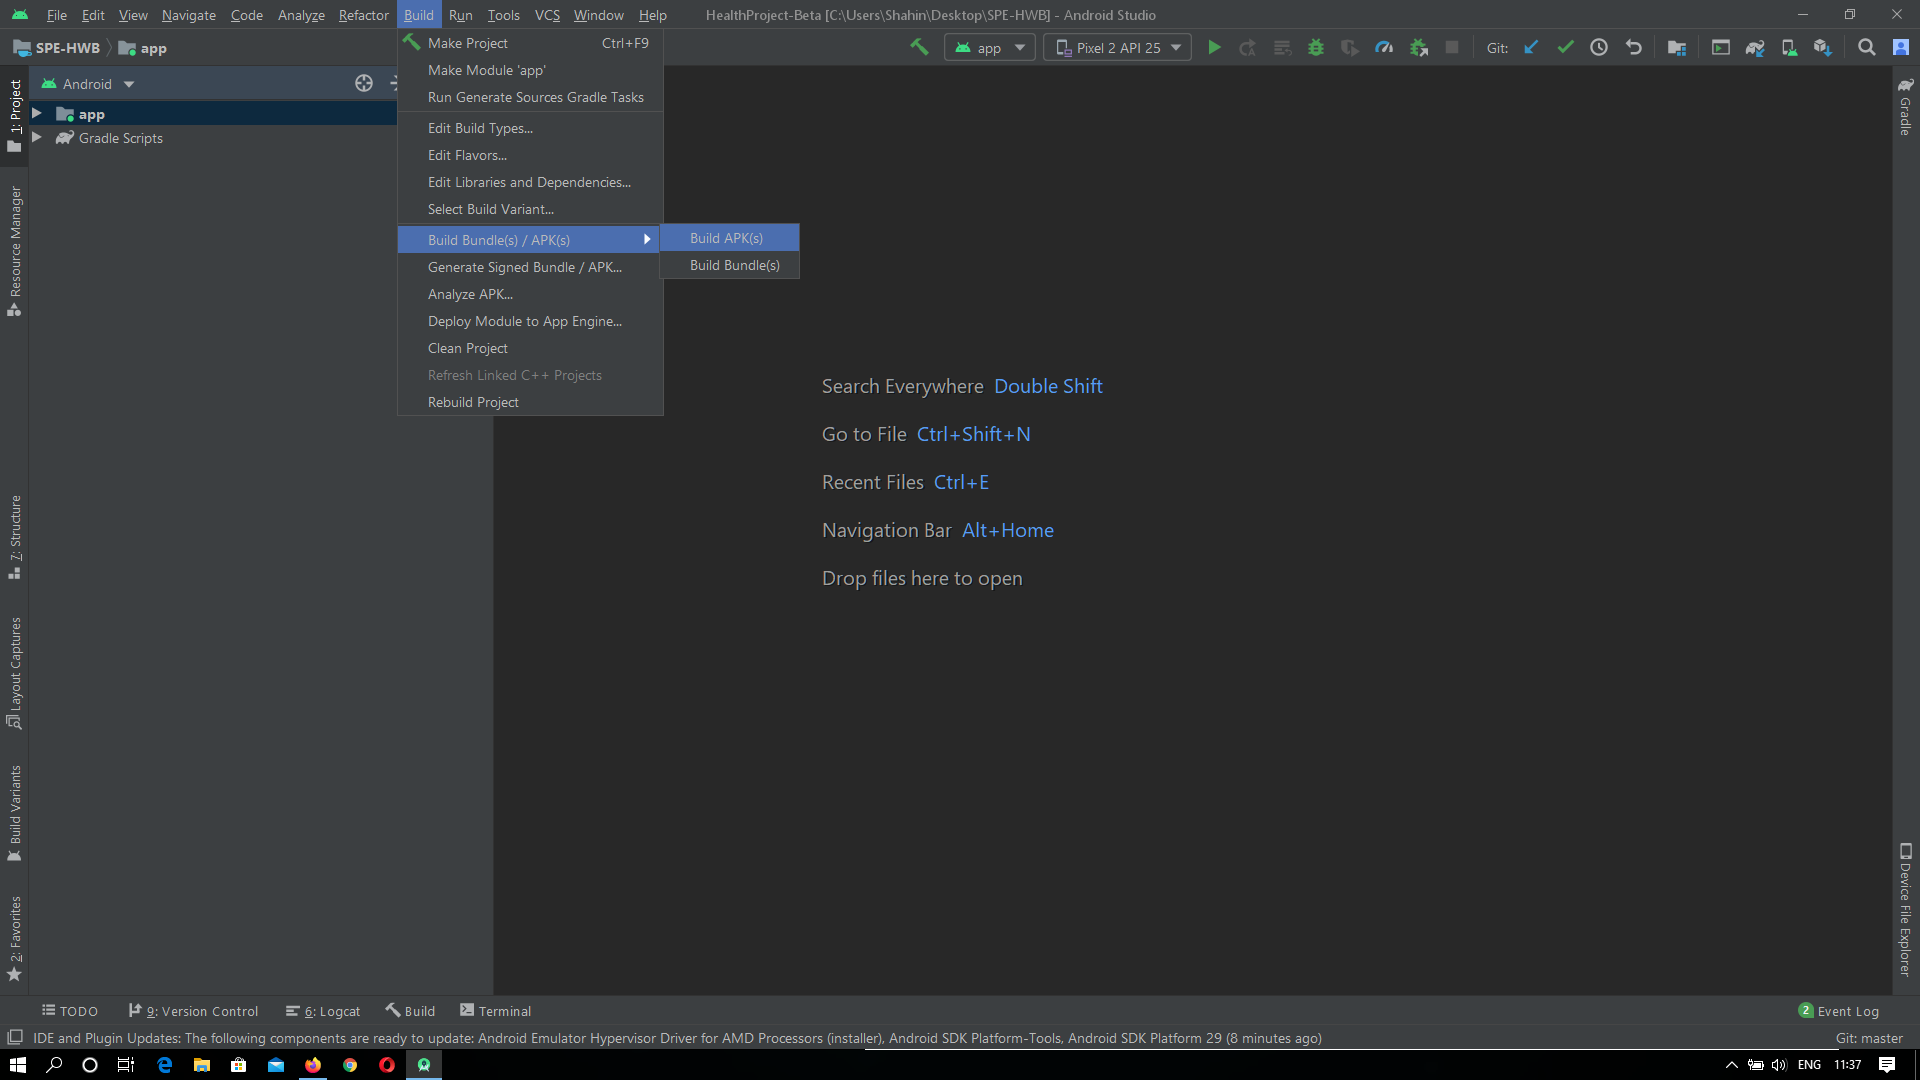 File Edit View Navigate Code Analyze Refactor Build Run Tools VCS Window Help HealthProject-Beta [C:\Users\Shahin\Desktop\SPE-HWB] - Android Studio
SPE-HWB app
app Pixel 2 API 25 Git:
Make Project Ctrl+F9
Make Module 'app'
Run Generate Sources Gradle Tasks
Edit Build Types...
Edit Flavors...
Edit Libraries and Dependencies...
Select Build Variant...
Build Bundle(s) / APK(s)
Generate Signed Bundle / APK...
Analyze APK...
Deploy Module to App Engine...
Clean Project
Refresh Linked C++ Projects
Rebuild Project
Build APK(s)
Build Bundle(s)
Android
app
Gradle Scripts
1: Project
Resource Manager
7: Structure
Layout Captures
Build Variants
2: Favorites
Search Everywhere Double Shift
Go to File Ctrl+Shift+N
Recent Files Ctrl+E
Navigation Bar Alt+Home
Drop files here to open
Gradle
Device File Explorer
TODO 9: Version Control 6: Logcat Build Terminal 2 Event Log
IDE and Plugin Updates: The following components are ready to update: Android Emulator Hypervisor Driver for AMD Processors (installer), Android SDK Platform-Tools, Android SDK Platform 29 (8 minutes ago) Git: master
ENG 11:37